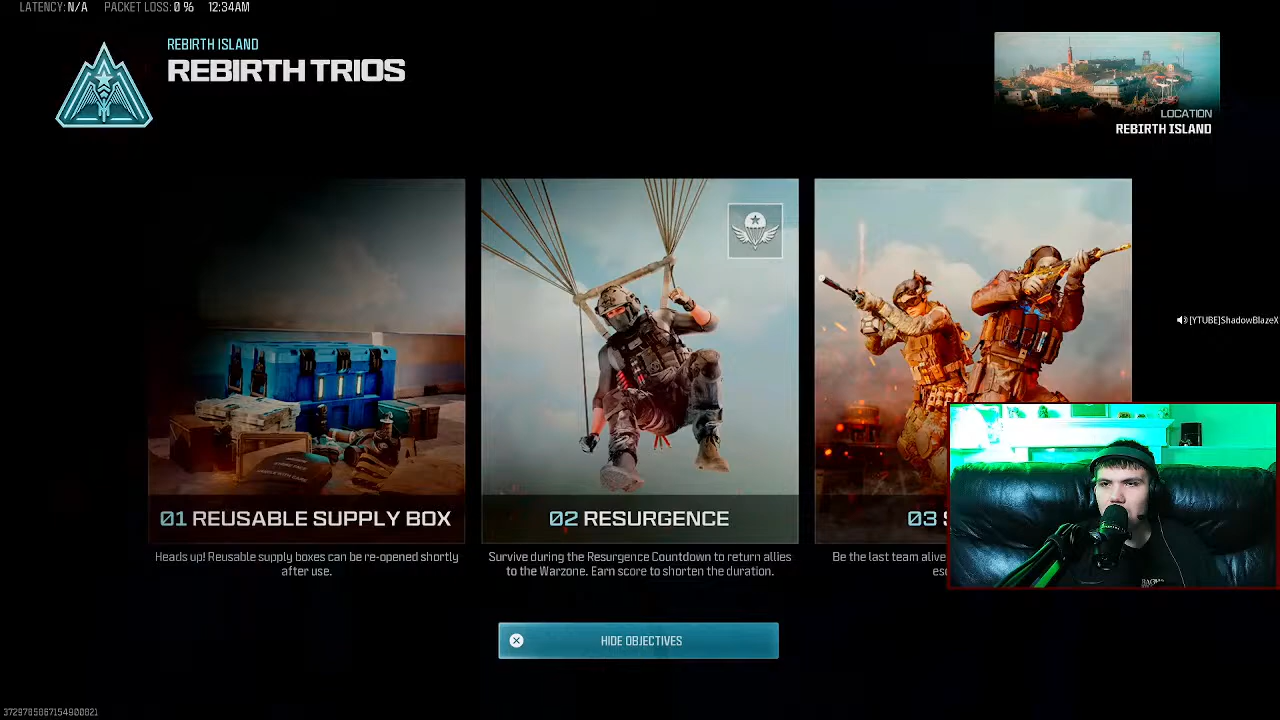 LATENCY: N/A PACKET LOSS: 0 % 12:34AM
REBIRTH ISLAND
REBIRTH TRIOS
LOCATION
REBIRTH ISLAND
[YTUBE]ShadowBlazeX
01 REUSABLE SUPPLY BOX
02 RESURGENCE
03 S
Heads up! Reusable supply boxes can be re-opened shortly
after use.
Survive during the Resurgence Countdown to return allies
to the Warzone. Earn score to shorten the duration.
Be the last team alive
HIDE OBJECTIVES